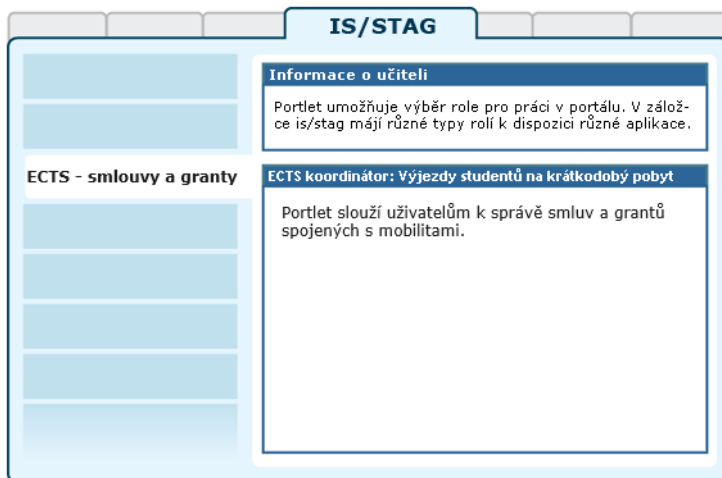 IS/STAG
Informace o učiteli
Portlet umožňuje výběr role pro práci v portálu. V zálož-
ce is/stag májí různé typy rolí k dispozici různé aplikace.
ECTS - smlouvy a granty
ECTS koordinátor: Výjezdy studentů na krátkodobý pobyt
Portlet slouží uživatelům k správě smluv a grantů
spojených s mobilitami.